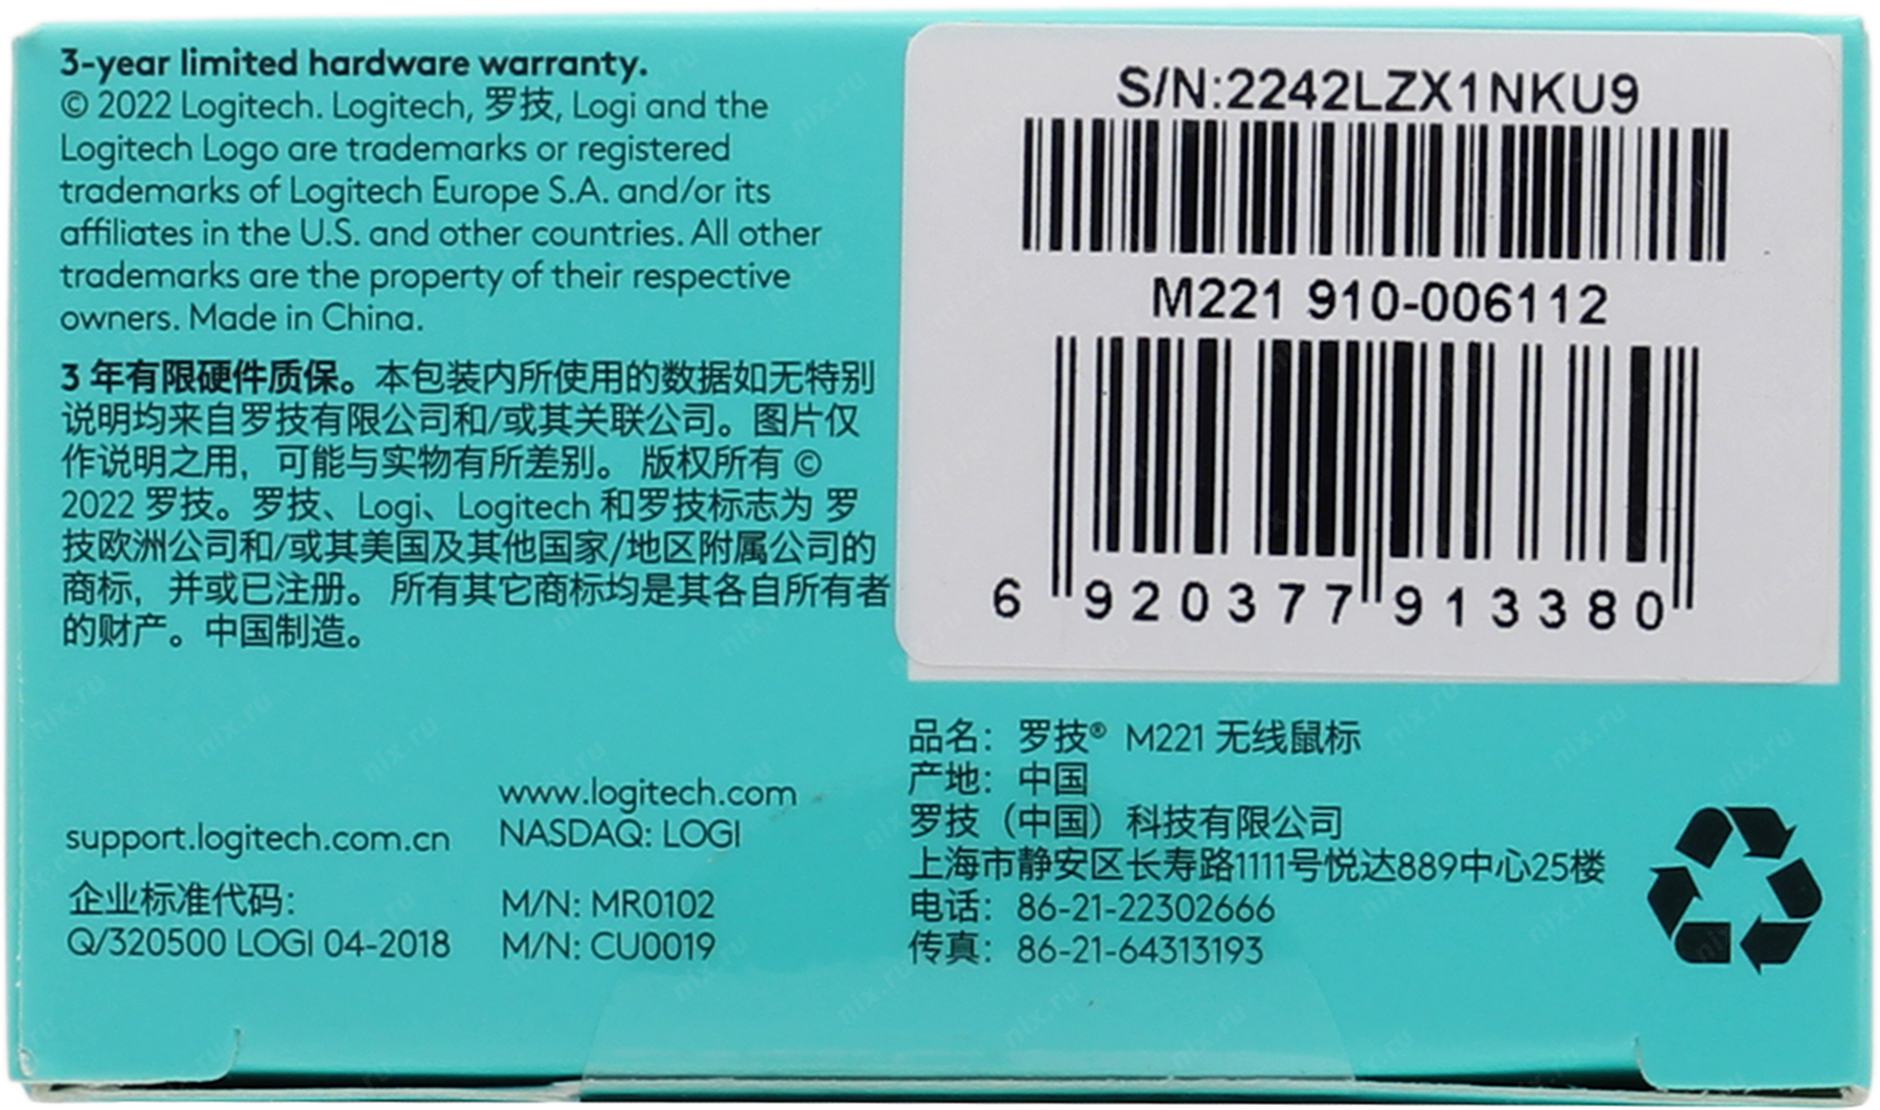 3-year limited hardware warranty.
© 2022 Logitech. Logitech, 罗技, Logi and the
Logitech Logo are trademarks or registered
trademarks of Logitech Europe S.A. and/or its
affiliates in the U.S. and other countries. All other
trademarks are the property of their respective
owners. Made in China.
3 年有限硬件质保。本包装内所使用的数据如无特别
说明均来自罗技有限公司和/或其关联公司。图片仅
作说明之用，可能与实物有所差别。 版权所有 ©
2022 罗技。罗技、Logi、Logitech 和罗技标志为 罗
技欧洲公司和/或其美国及其他国家/地区附属公司的
商标，并或已注册。 所有其它商标均是其各自所有者
的财产。中国制造。
S/N:2242LZX1NKU9
M221 910-006112
6 920377 913380
www.logitech.com
support.logitech.com.cn
NASDAQ: LOGI
企业标准代码：
Q/320500 LOGI 04-2018
M/N: MR0102
M/N: CU0019
品名：罗技® M221 无线鼠标
产地：中国
罗技（中国）科技有限公司
上海市静安区长寿路1111号悦达889中心25楼
电话：86-21-22302666
传真：86-21-64313193
nix.ru